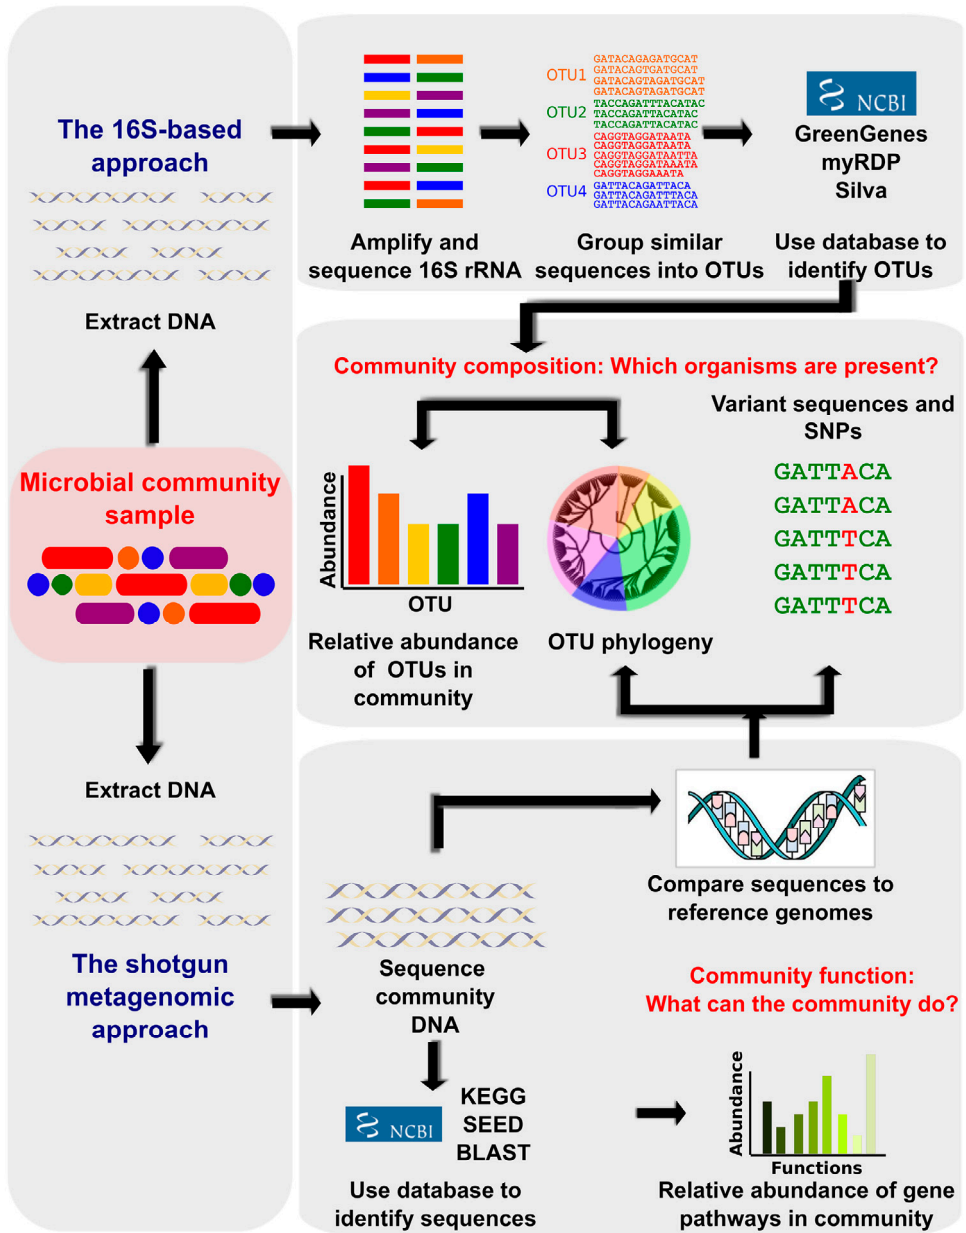 The 16S-based
approach
Extract DNA
Microbial community
sample
Extract DNA
The shotgun
metagenomic
approach
Amplify and
sequence 16S rRNA
OTU1
GATACAGAGATGCAT
GATACAGTGATGCAT
GATACAGTAGATGCAT
GATACAGTAGATGCAT
OTU2
TACCAGATTTACATAC
TACCAGATTACATAC
TACCAGATTACATAC
OTU3
CAGGTAGGATAATA
CAGGTAGGATAATA
CAGGTAGGATAATTA
CAGGTAGGATAAATA
CAGGTAGGAAATA
OTU4
GATTACAGATTACA
GATTACAGATTTACA
GATTACAGAATTACA
Group similar
sequences into OTUs
NCBI
GreenGenes
myRDP
Silva
Use database to
identify OTUs
Community composition: Which organisms are present?
Abundance
OTU
Relative abundance
of OTUs in
community
OTU phylogeny
Variant sequences and
SNPs
GATTACA
GATTACA
GATTTCA
GATTTCA
GATTTCA
Compare sequences to
reference genomes
Sequence
community
DNA
NCBI
KEGG
SEED
BLAST
Use database to
identify sequences
Community function:
What can the community do?
Abundance
Functions
Relative abundance of gene
pathways in community